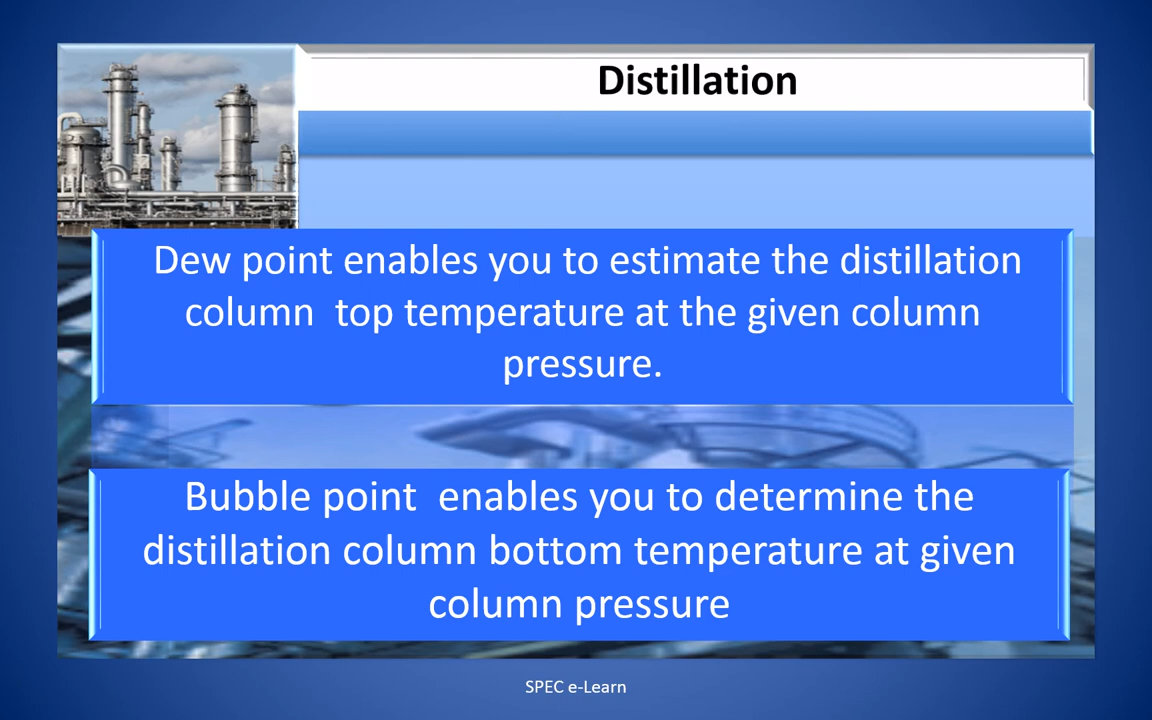 Distillation
Dew point enables you to estimate the distillation
column  top temperature at the given column
pressure.
Bubble point  enables you to determine the
distillation column bottom temperature at given
column pressure
SPEC e-Learn